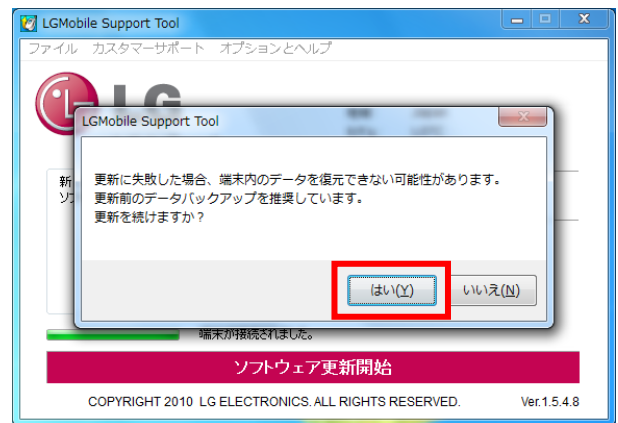 LGMobile Support Tool
ファイル カスタマーサポート オプションとヘルプ
LG
LGMobile Support Tool
新
ソフ
更新に失敗した場合、端末内のデータを復元できない可能性があります。
更新前のデータバックアップを推奨しています。
更新を続けますか？
はい(Y) いいえ(N)
端末が接続されました。
ソフトウェア更新開始
COPYRIGHT 2010 LG ELECTRONICS. ALL RIGHTS RESERVED. Ver.1.5.4.8